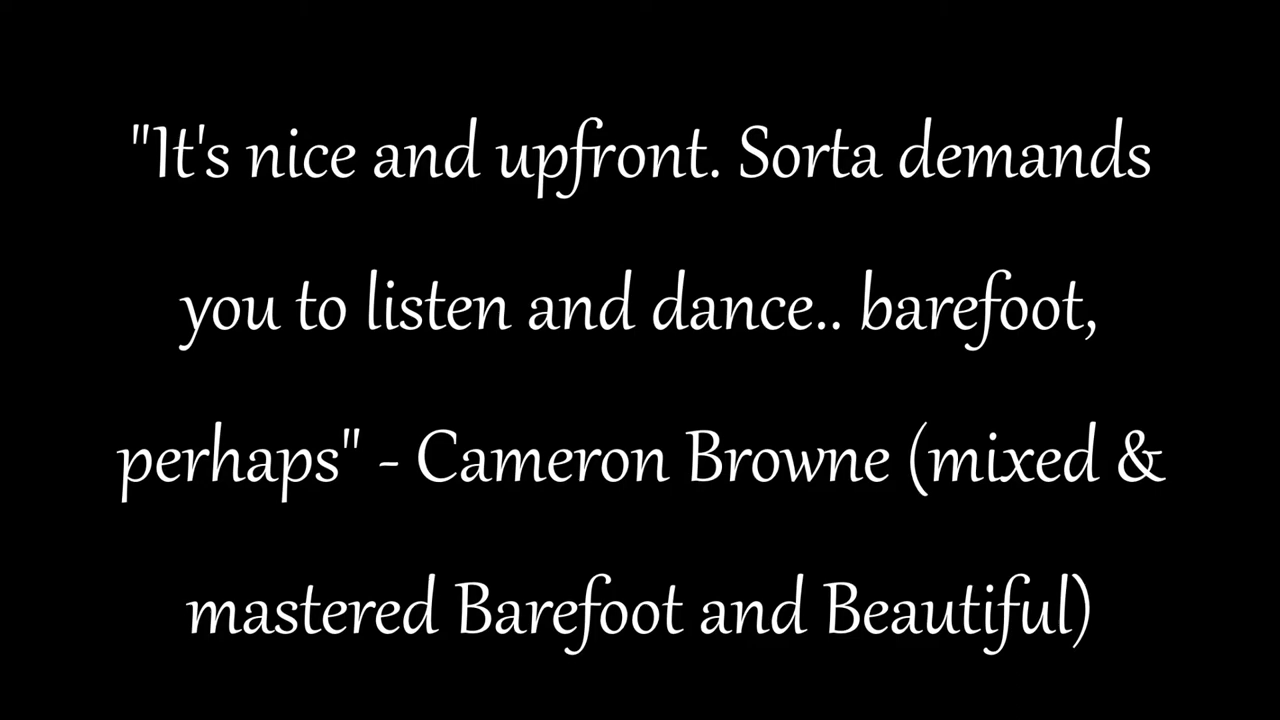 "It's nice and upfront. Sorta demands
you to listen and dance.. barefoot,
perhaps" - Cameron Browne (mixed &
mastered Barefoot and Beautiful)